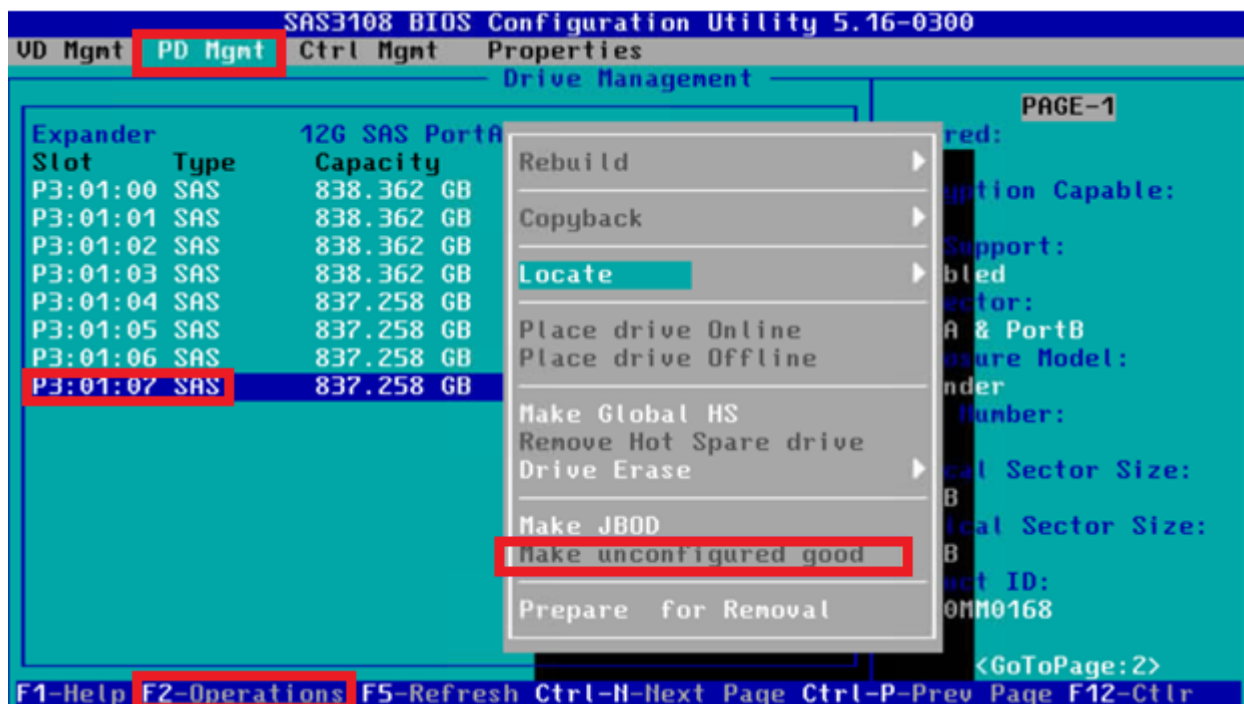 SAS3108 BIOS Configuration Utility 5.16-0300
VD Mgmt PD Mgmt Ctrl Mgmt Properties
Drive Management
PAGE-1
Expander 12G SAS PortA red:
Slot Type Capacity Rebuild
P3:01:00 SAS 838.362 GB yption Capable:
P3:01:01 SAS 838.362 GB Copyback
P3:01:02 SAS 838.362 GB Support:
P3:01:03 SAS 838.362 GB Locate bled
P3:01:04 SAS 837.258 GB ector:
P3:01:05 SAS 837.258 GB Place drive Online A & PortB
P3:01:06 SAS 837.258 GB Place drive Offline osure Model:
P3:01:07 SAS 837.258 GB nder
Make Global HS Number:
Remove Hot Spare drive
Drive Erase cal Sector Size:
B
Make JBOD ical Sector Size:
Make unconfigured good B
uct ID:
Prepare for Removal 0MM0168
<GoToPage:2>
F1-Help F2-Operations F5-Refresh Ctrl-N-Next Page Ctrl-P-Prev Page F12-Ctlr